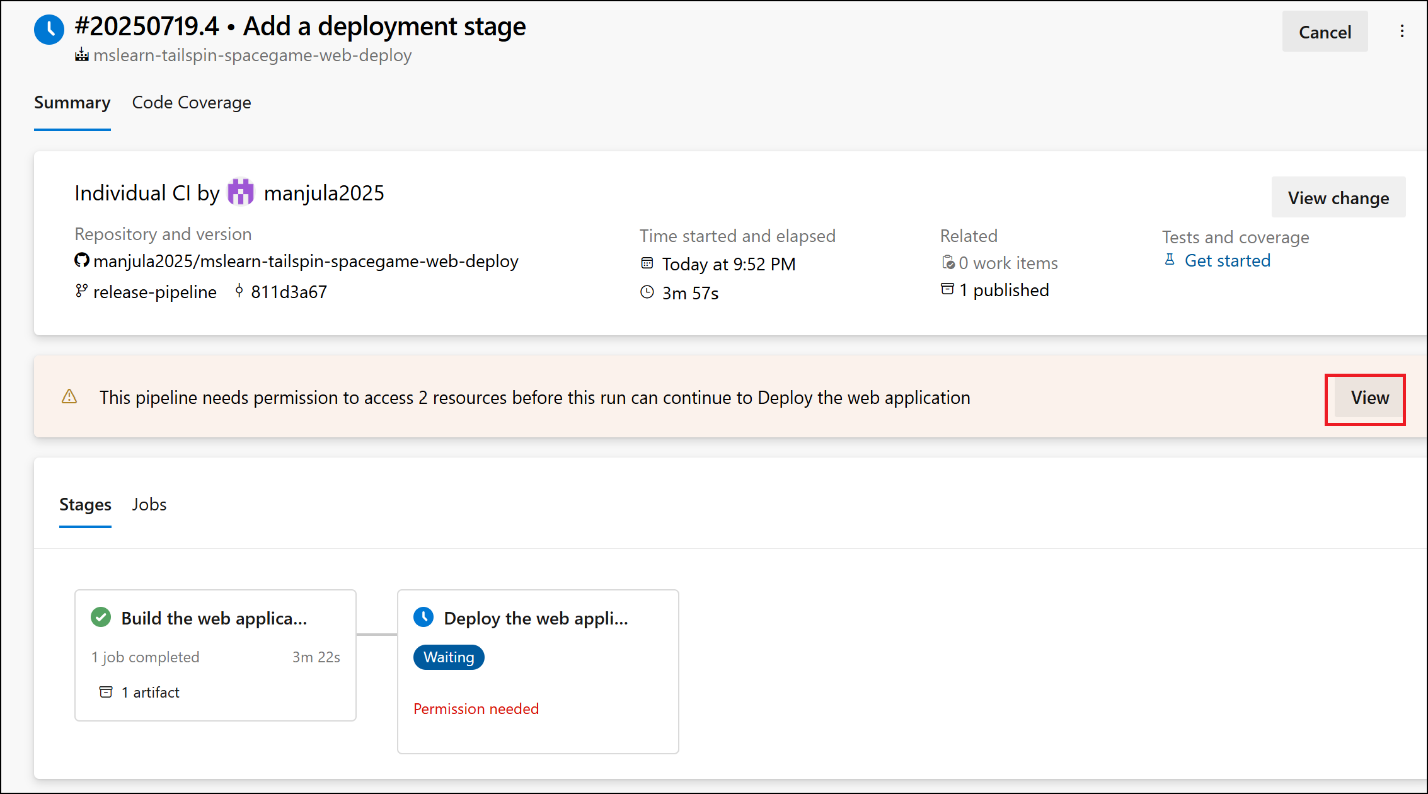 #20250719.4 • Add a deployment stage
Cancel
mslearn-tailspin-spacegame-web-deploy
Summary Code Coverage
Individual CI by manjula2025
View change
Repository and version
Time started and elapsed
Related
Tests and coverage
manjula2025/mslearn-tailspin-spacegame-web-deploy
Today at 9:52 PM
0 work items
Get started
release-pipeline 811d3a67
3m 57s
1 published
This pipeline needs permission to access 2 resources before this run can continue to Deploy the web application
View
Stages Jobs
Build the web applica...
1 job completed 3m 22s
1 artifact
Deploy the web appli...
Waiting
Permission needed